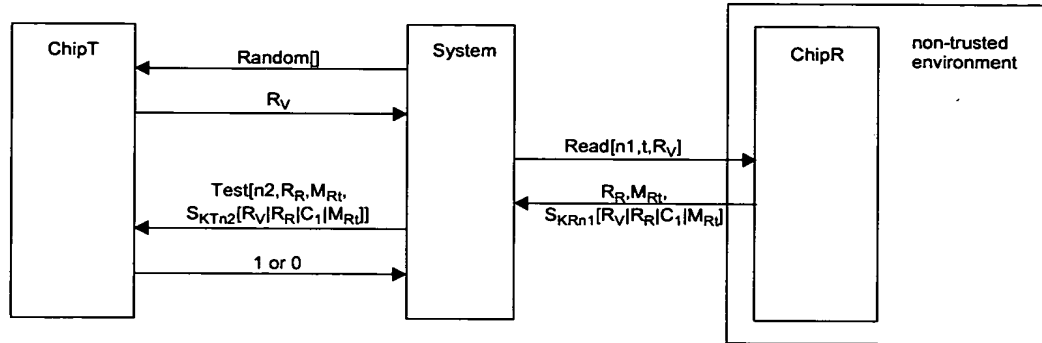 ChipT
System
ChipR
non-trusted
environment
Random[]
R_V
Read[n1,t,R_V]
Test[n2,R_R,M_Rt,
S_KTn2[R_V|R_R|C_1|M_Rt]]
R_R,M_Rt,
S_KRn1[R_V|R_R|C_1|M_Rt]
1 or 0